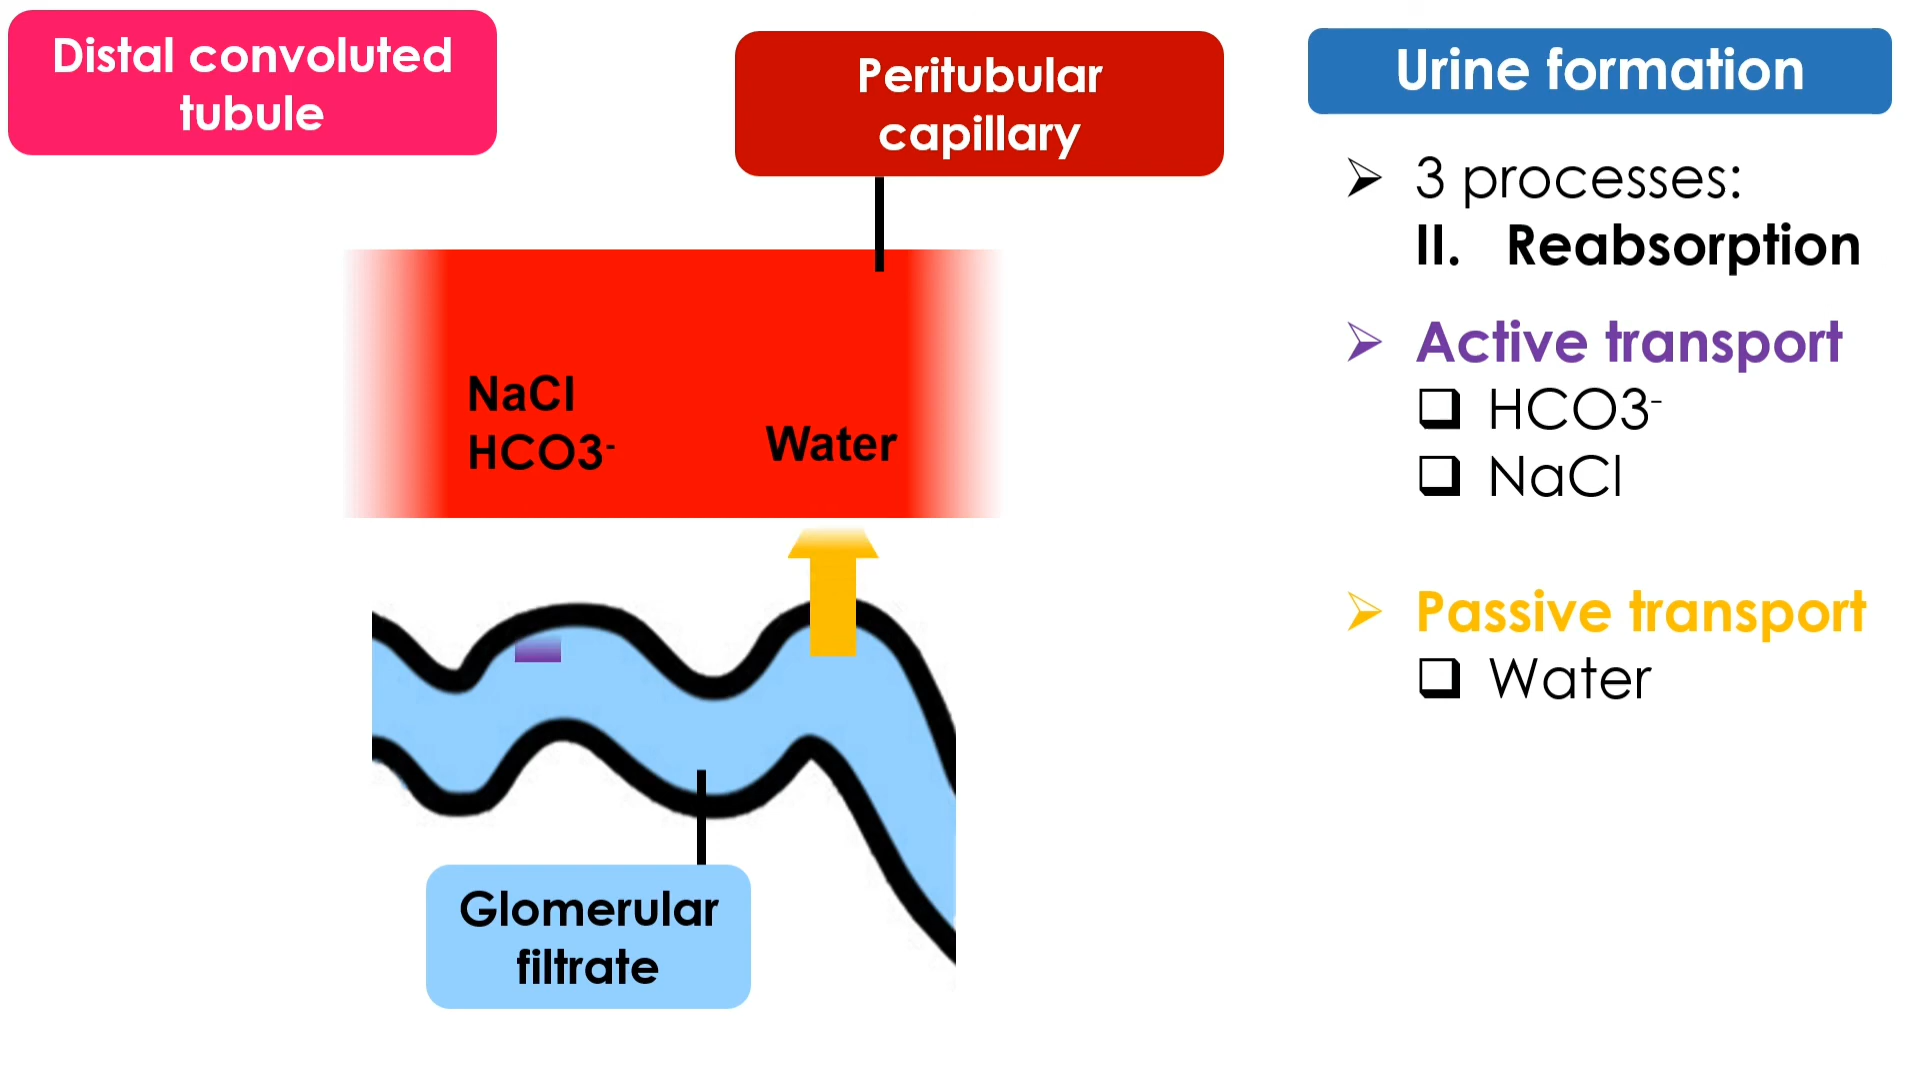 Distal convoluted
tubule
Peritubular
capillary
NaCl
HCO3⁻
Water
Glomerular
filtrate
Urine formation
➢ 3 processes:
II. Reabsorption
➢ Active transport
❑ HCO3⁻
❑ NaCl
➢ Passive transport
❑ Water